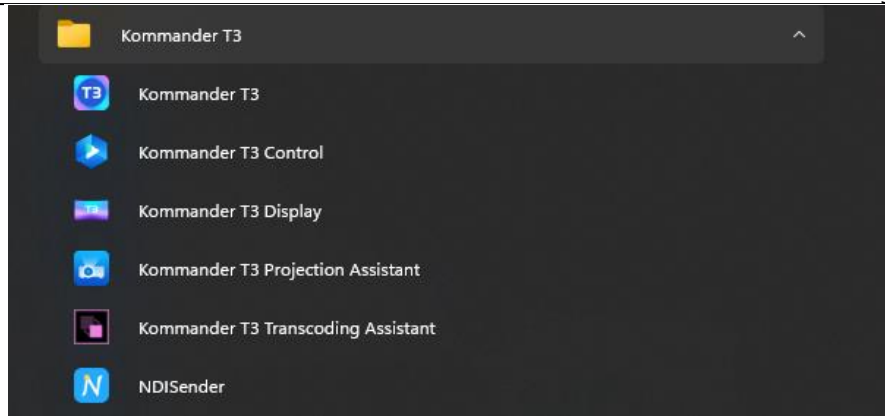 Kommander T3
T3 Kommander T3
Kommander T3 Control
T3 Kommander T3 Display
Kommander T3 Projection Assistant
Kommander T3 Transcoding Assistant
N NDISender